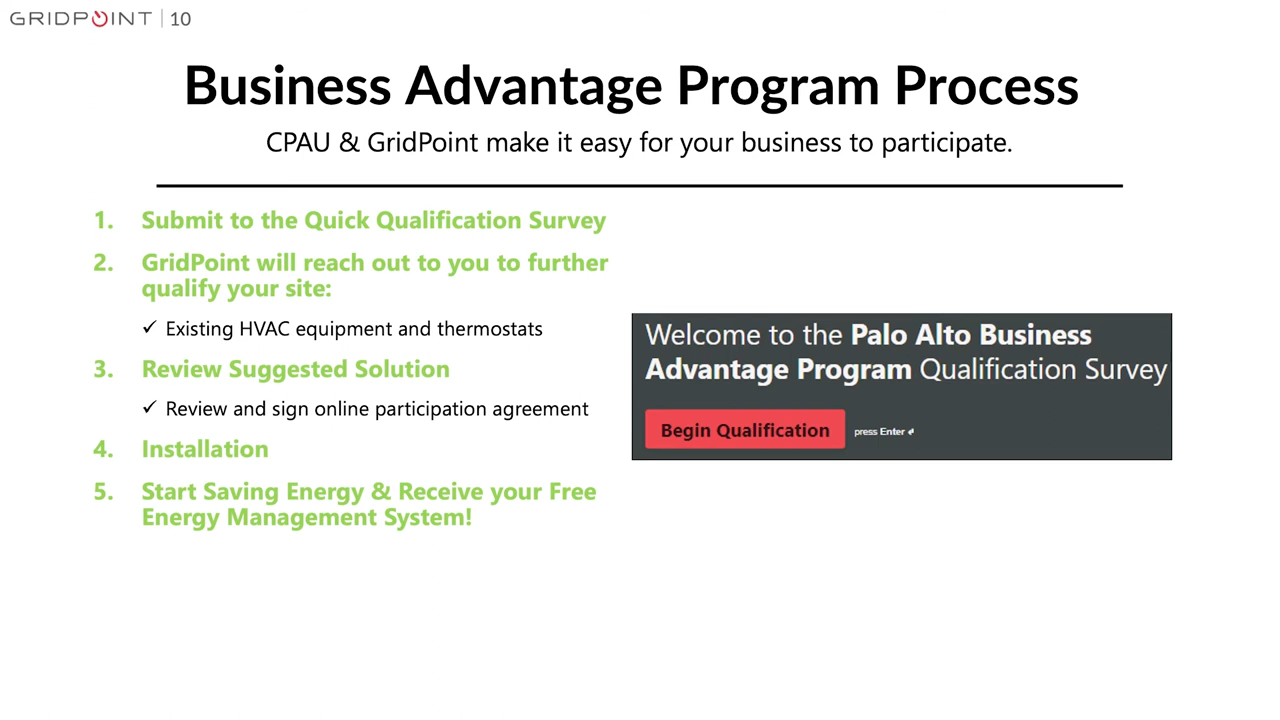 GRIDPOINT | 10
Business Advantage Program Process
CPAU & GridPoint make it easy for your business to participate.
1. Submit to the Quick Qualification Survey
2. GridPoint will reach out to you to further
qualify your site:
✓ Existing HVAC equipment and thermostats
3. Review Suggested Solution
✓ Review and sign online participation agreement
4. Installation
5. Start Saving Energy & Receive your Free
Energy Management System!
Welcome to the Palo Alto Business
Advantage Program Qualification Survey
Begin Qualification press Enter ↵